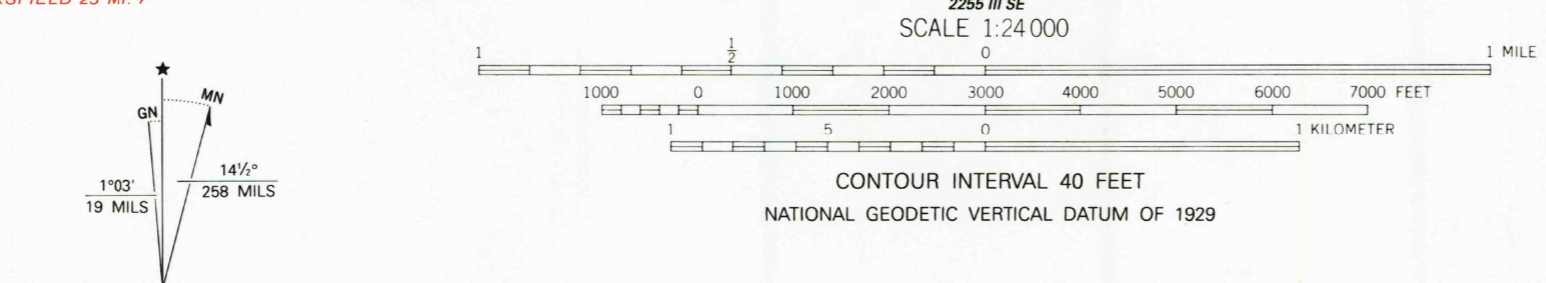 2255 III SE
SCALE 1:24 000
1 ½ 0 1 MILE
1000 0 1000 2000 3000 4000 5000 6000 7000 FEET
1 5 0 1 KILOMETER
CONTOUR INTERVAL 40 FEET
NATIONAL GEODETIC VERTICAL DATUM OF 1929
★
MN
GN
14½°
258 MILS
1°03'
19 MILS